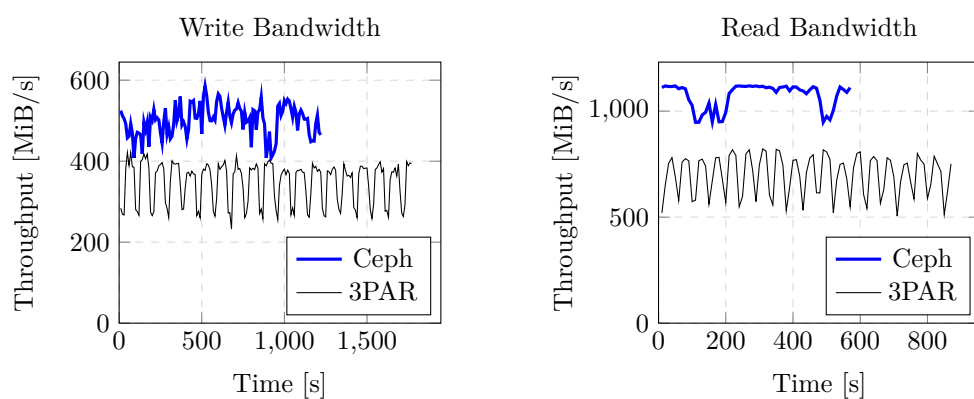 Write Bandwidth
Throughput [MiB/s]
600
400
200
0
0 500 1,000 1,500
Time [s]
Ceph
3PAR
Read Bandwidth
Throughput [MiB/s]
1,000
500
0
0 200 400 600 800
Time [s]
Ceph
3PAR